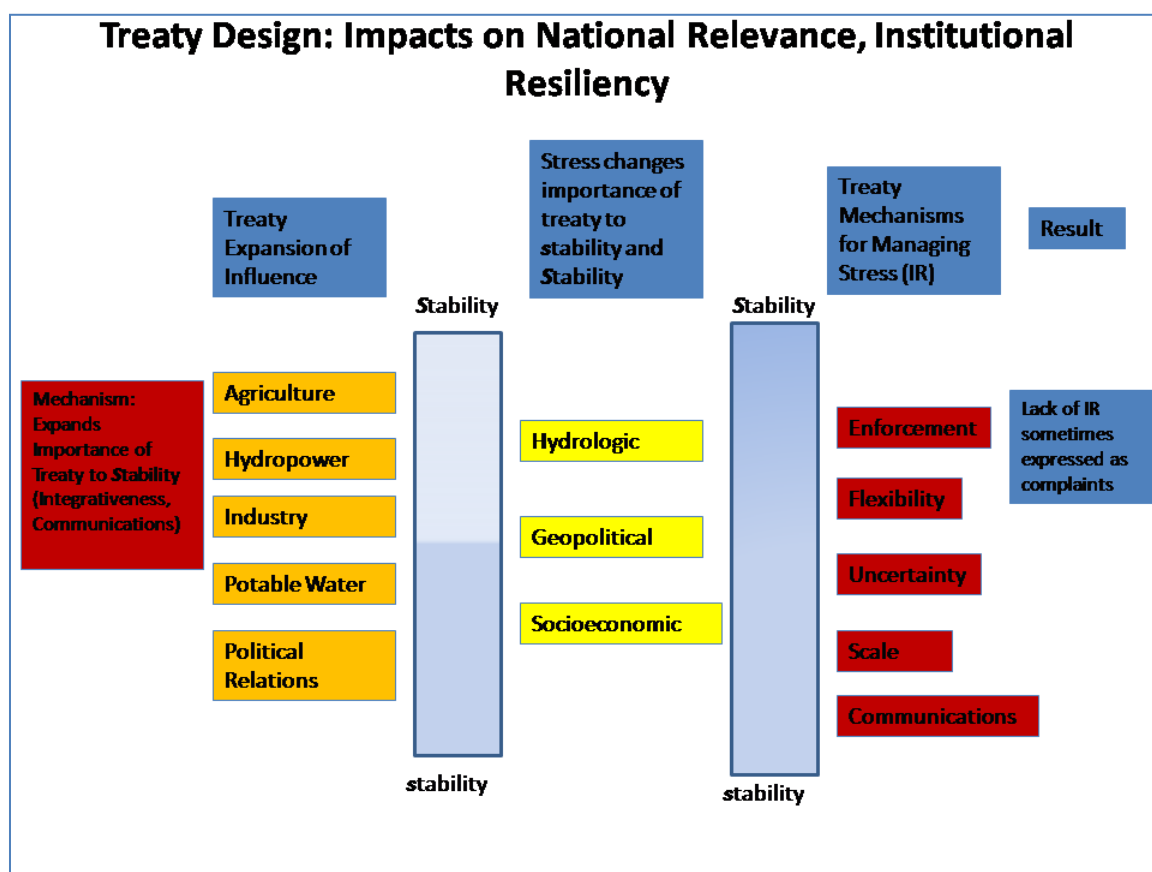 Treaty Design: Impacts on National Relevance, Institutional
Resiliency
Treaty
Expansion of
Influence
Stress changes
importance of
treaty to
stability and
Stability
Treaty
Mechanisms
for Managing
Stress (IR)
Result
Stability
Stability
Mechanism:
Expands
Importance of
Treaty to Stability
(Integrativeness,
Communications)
Agriculture
Hydropower
Industry
Potable Water
Political
Relations
Hydrologic
Geopolitical
Socioeconomic
Enforcement
Flexibility
Uncertainty
Scale
Communications
Lack of IR
sometimes
expressed as
complaints
stability
stability